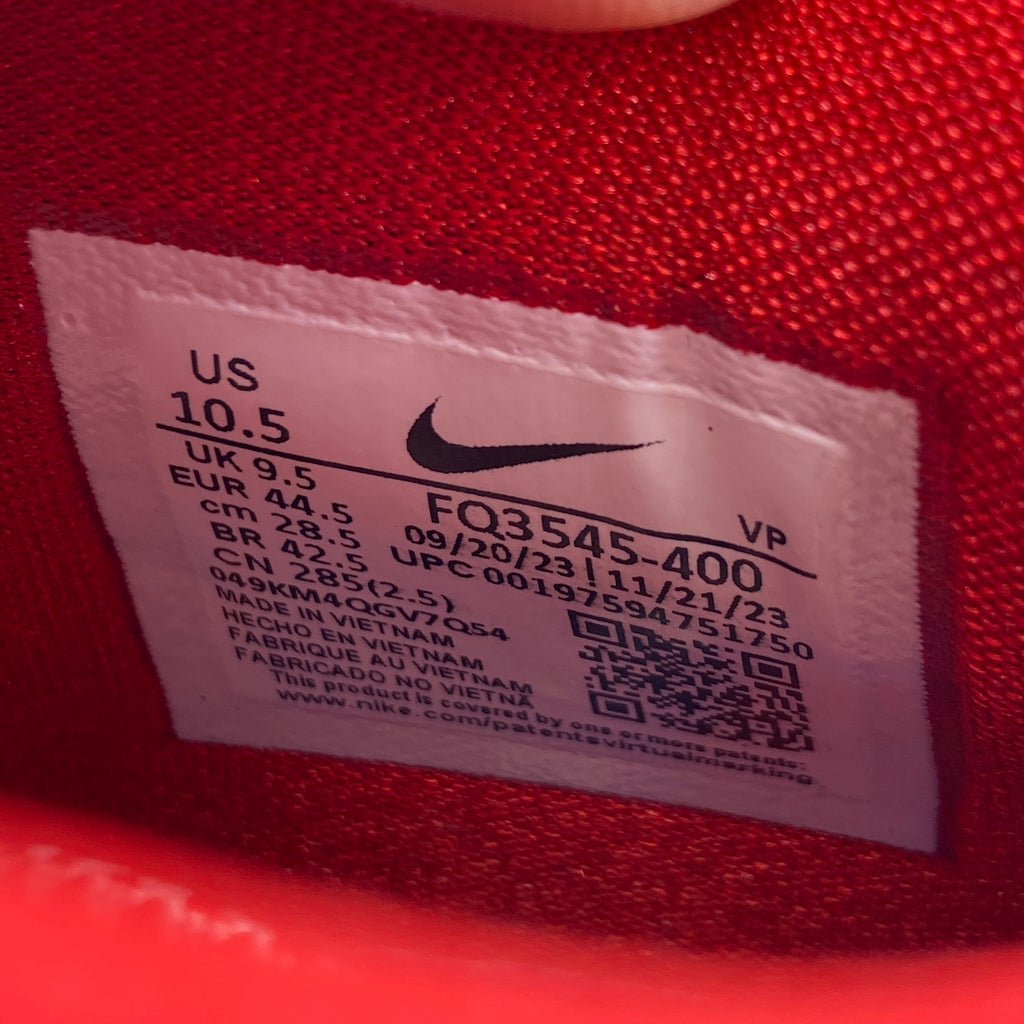 US
10.5
UK 9.5
EUR 44.5
cm 28.5
BR 42.5
CN 285(2.5)
VP
FQ3545-400
09/20/23 | 11/21/23
UPC 00197594751750
049KM4QGV7Q54
MADE IN VIETNAM
HECHO EN VIETNAM
FABRIQUE AU VIETNAM
FABRICADO NO VIETNÃ
This product is covered by one or more patents:
www.nike.com/patentsvirtualmarking